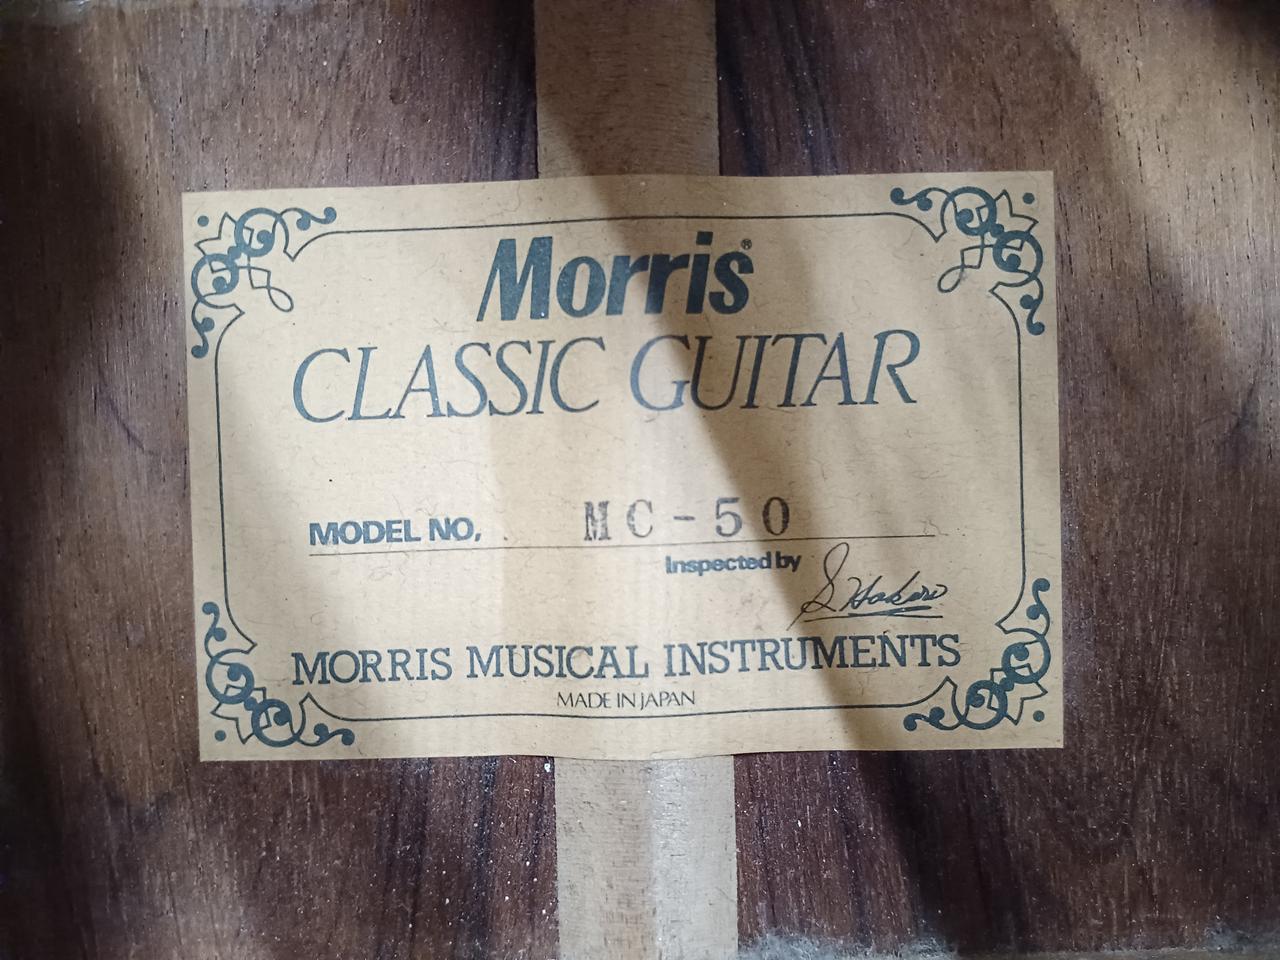 Morris®
CLASSIC GUITAR
MODEL NO. MC-50
Inspected by
MORRIS MUSICAL INSTRUMENTS
MADE IN JAPAN